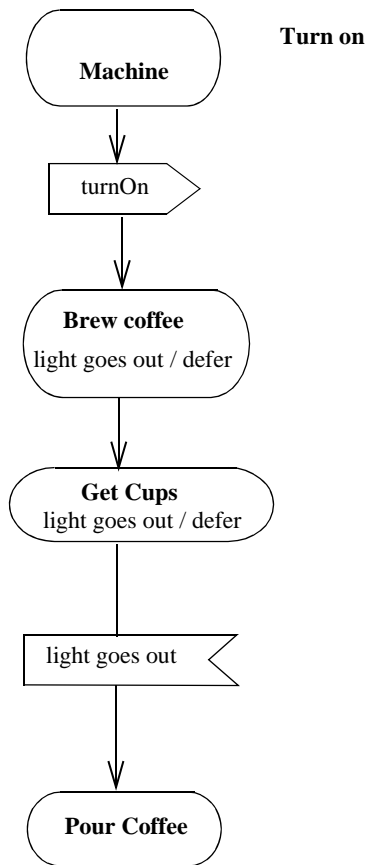 Turn on
Machine
turnOn
Brew coffee
light goes out / defer
Get Cups
light goes out / defer
light goes out
Pour Coffee